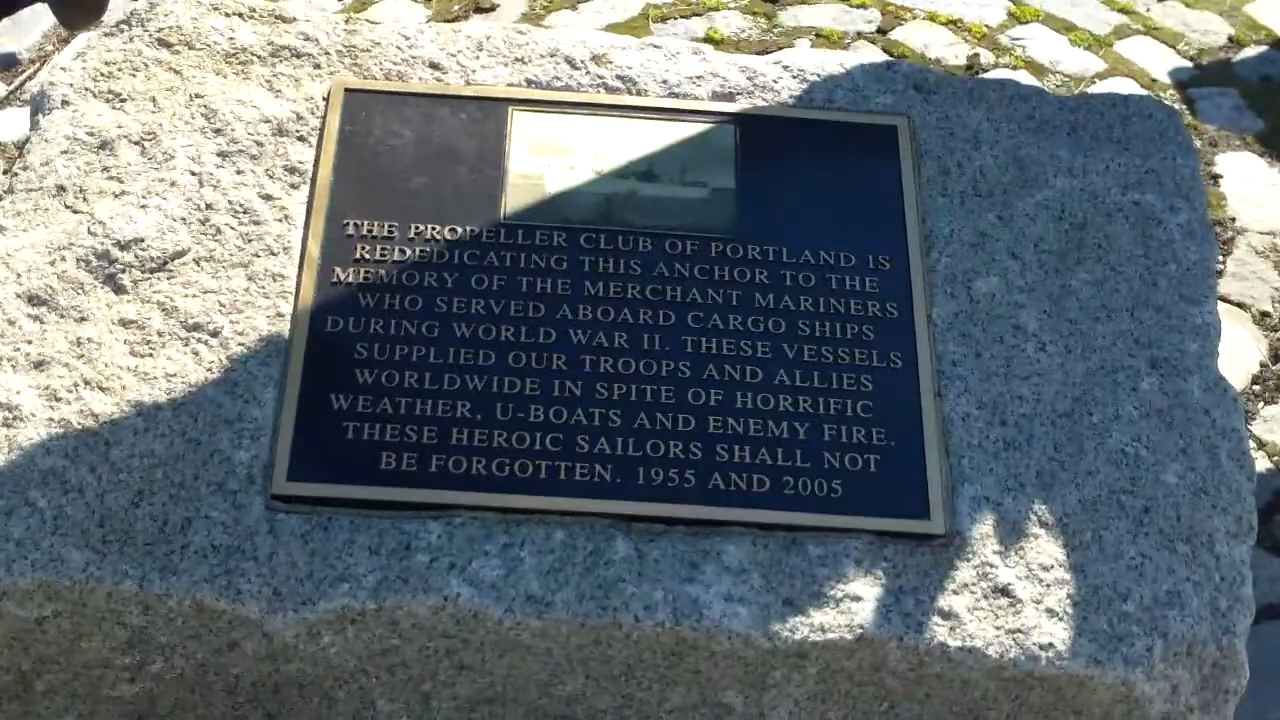 THE PROPELLER CLUB OF PORTLAND IS
REDEDICATING THIS ANCHOR TO THE
MEMORY OF THE MERCHANT MARINERS
WHO SERVED ABOARD CARGO SHIPS
DURING WORLD WAR II. THESE VESSELS
SUPPLIED OUR TROOPS AND ALLIES
WORLDWIDE IN SPITE OF HORRIFIC
WEATHER, U-BOATS AND ENEMY FIRE.
THESE HEROIC SAILORS SHALL NOT
BE FORGOTTEN. 1955 AND 2005